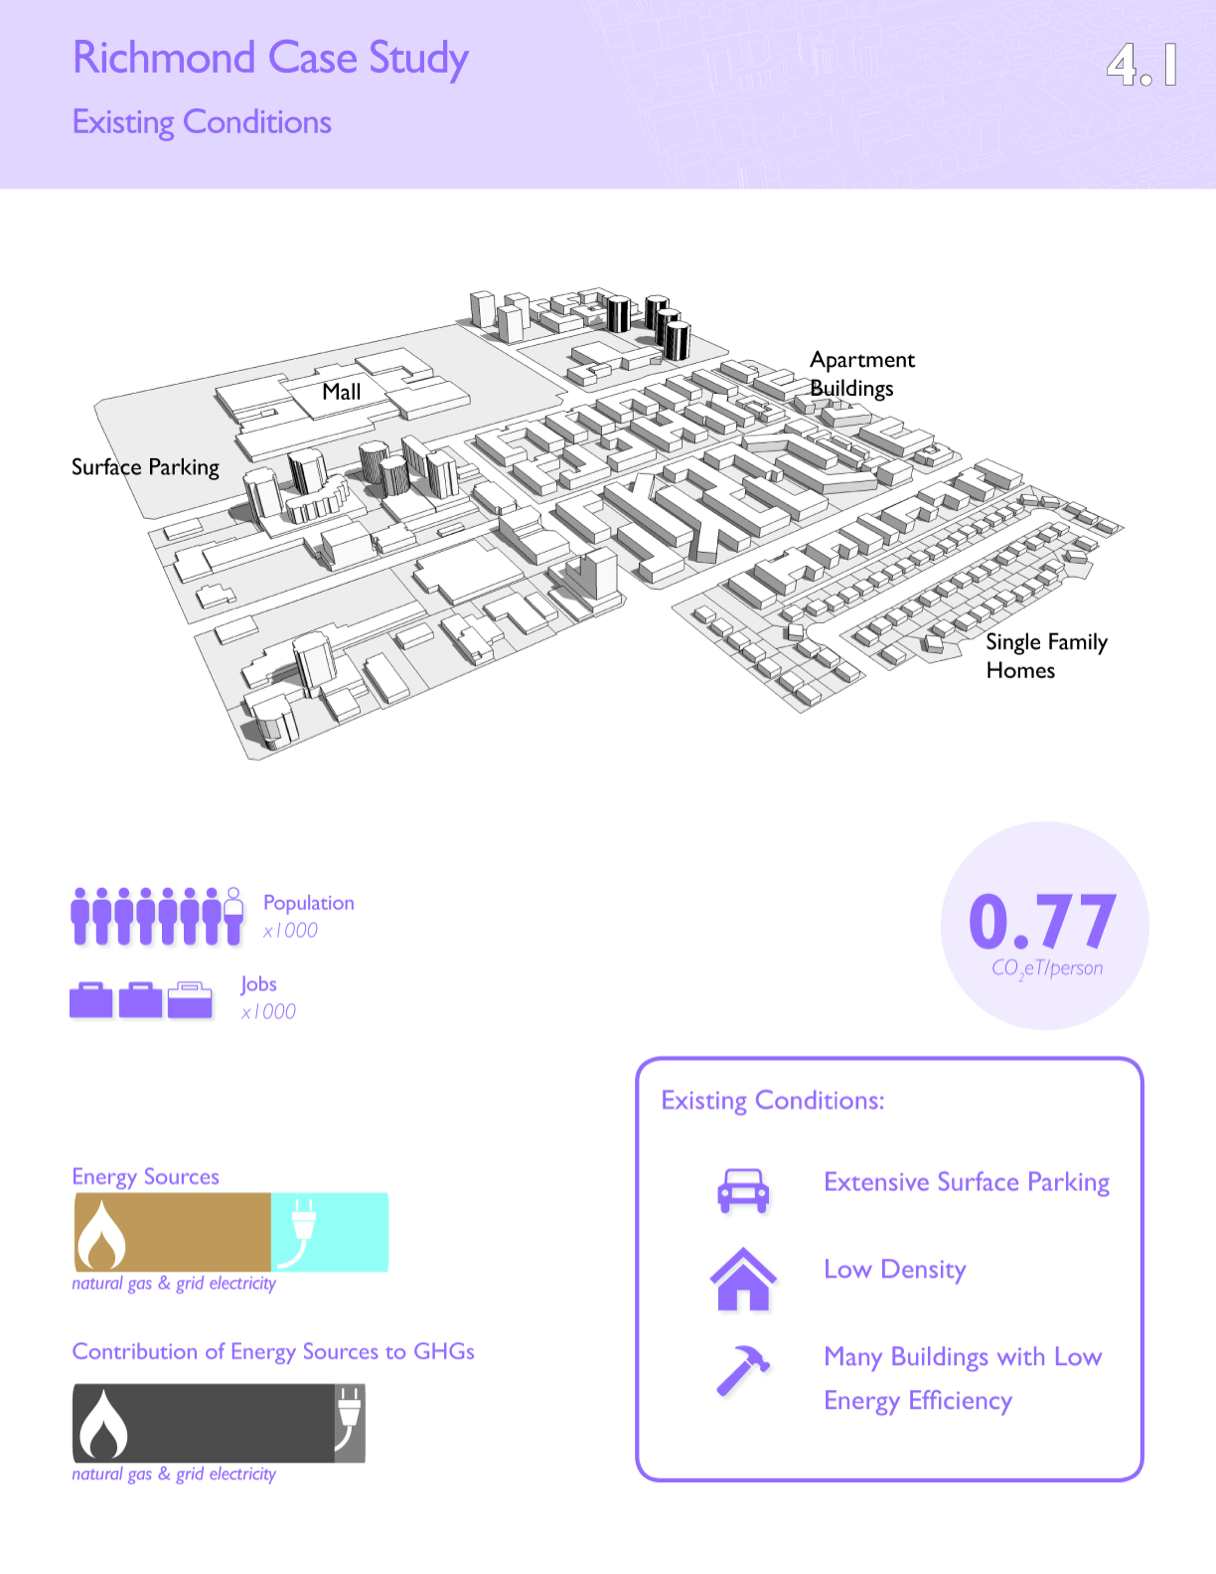 Richmond Case Study
4.1
Existing Conditions
Apartment
Buildings
Mall
Surface Parking
Single Family
Homes
Population
x1000
0.77
CO2eT/person
Jobs
x1000
Existing Conditions:
Extensive Surface Parking
Low Density
Many Buildings with Low
Energy Efficiency
Energy Sources
natural gas & grid electricity
Contribution of Energy Sources to GHGs
natural gas & grid electricity